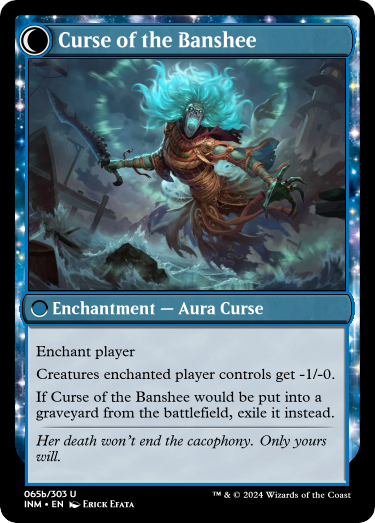 Curse of the Banshee
Enchantment — Aura Curse
Enchant player
Creatures enchanted player controls get -1/-0.
If Curse of the Banshee would be put into a
graveyard from the battlefield, exile it instead.
Her death won't end the cacophony. Only yours
will.
065b/303 U
INM • EN Erick Efata
™ & © 2024 Wizards of the Coast